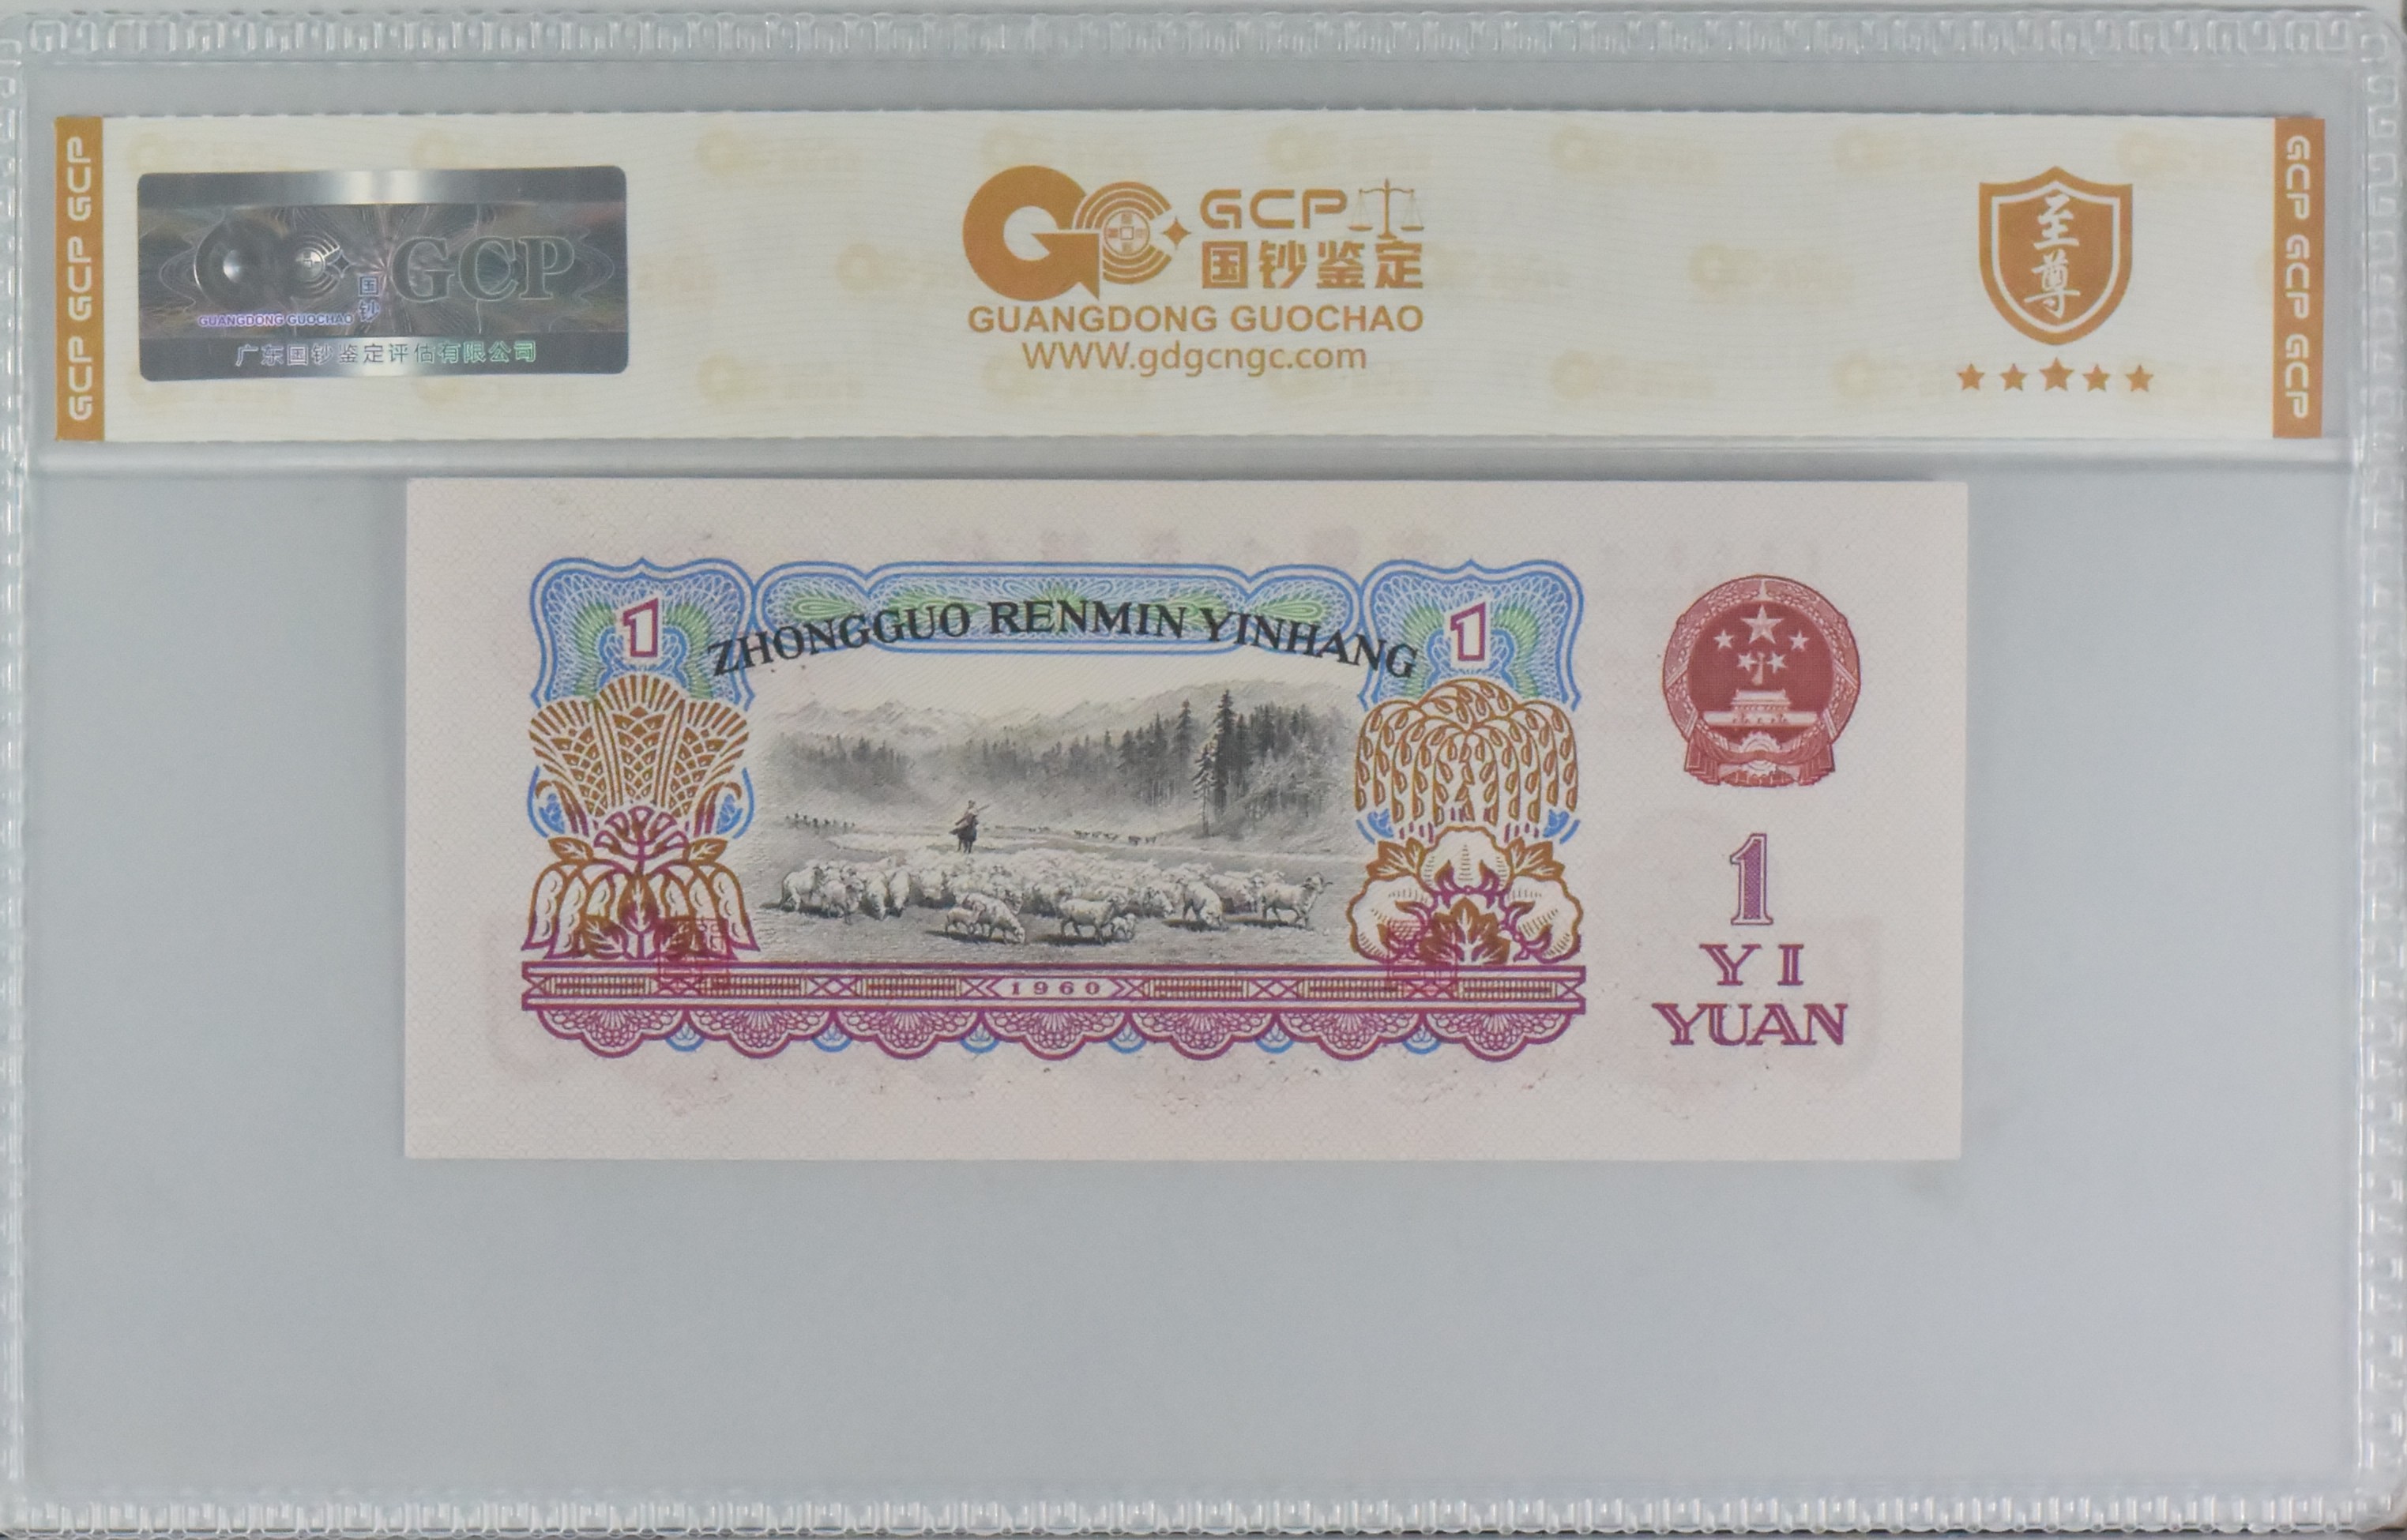 GCP GCP GCP
国钞
GCP
GUANGDONG GUOCHAO
广东国钞鉴定评估有限公司
GCP
国钞鉴定
GUANGDONG GUOCHAO
WWW.gdgcngc.com
至尊
GCP GCP GCP
1
ZHONGGUO RENMIN YINHANG
1
1960
1
YI
YUAN